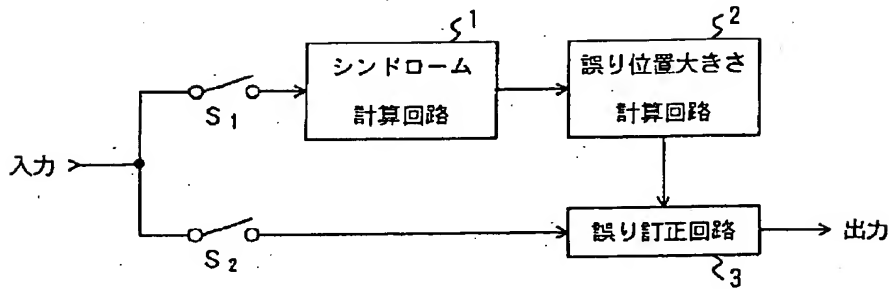 1
シンドローム
計算回路
2
誤り位置大きさ
計算回路
S1
入力
S2
誤り訂正回路
出力
3